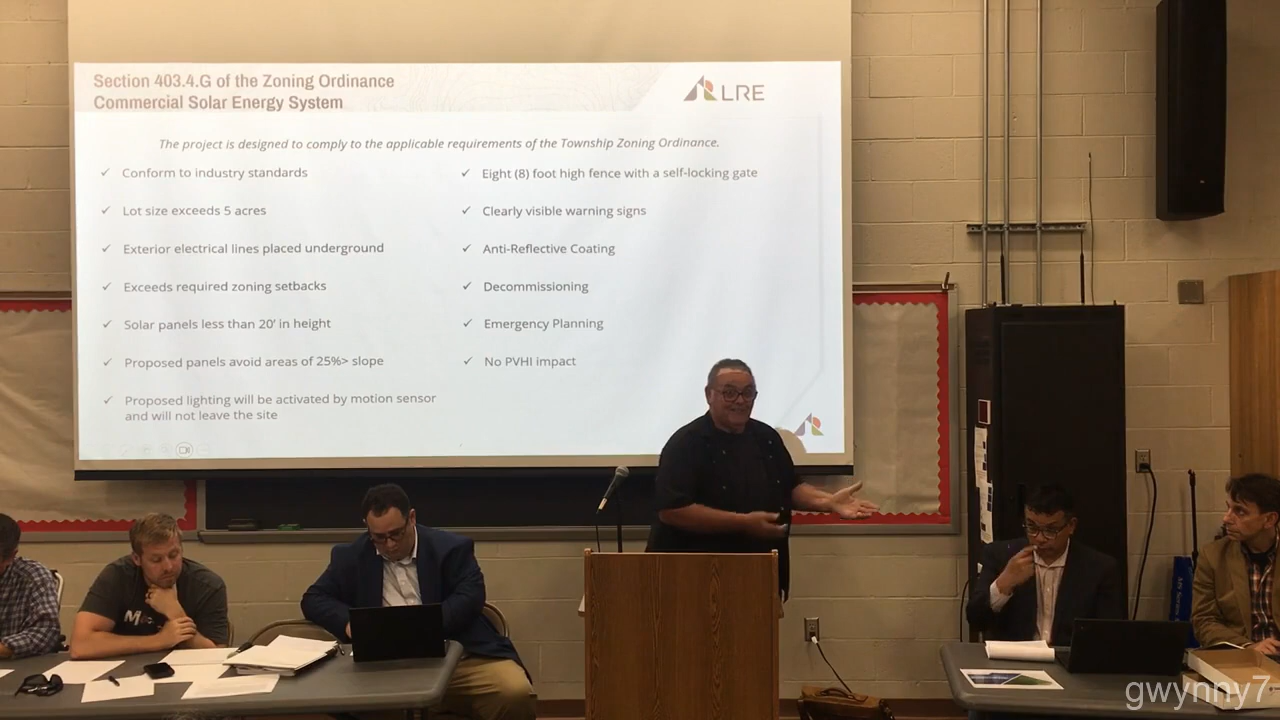 Section 403.4.G of the Zoning Ordinance
Commercial Solar Energy System
LRE
The project is designed to comply to the applicable requirements of the Township Zoning Ordinance.
✓ Conform to industry standards
✓ Lot size exceeds 5 acres
✓ Exterior electrical lines placed underground
✓ Exceeds required zoning setbacks
✓ Solar panels less than 20' in height
✓ Proposed panels avoid areas of 25%> slope
✓ Proposed lighting will be activated by motion sensor
and will not leave the site
✓ Eight (8) foot high fence with a self-locking gate
✓ Clearly visible warning signs
✓ Anti-Reflective Coating
✓ Decommissioning
✓ Emergency Planning
✓ No PVHI impact
gwynny7